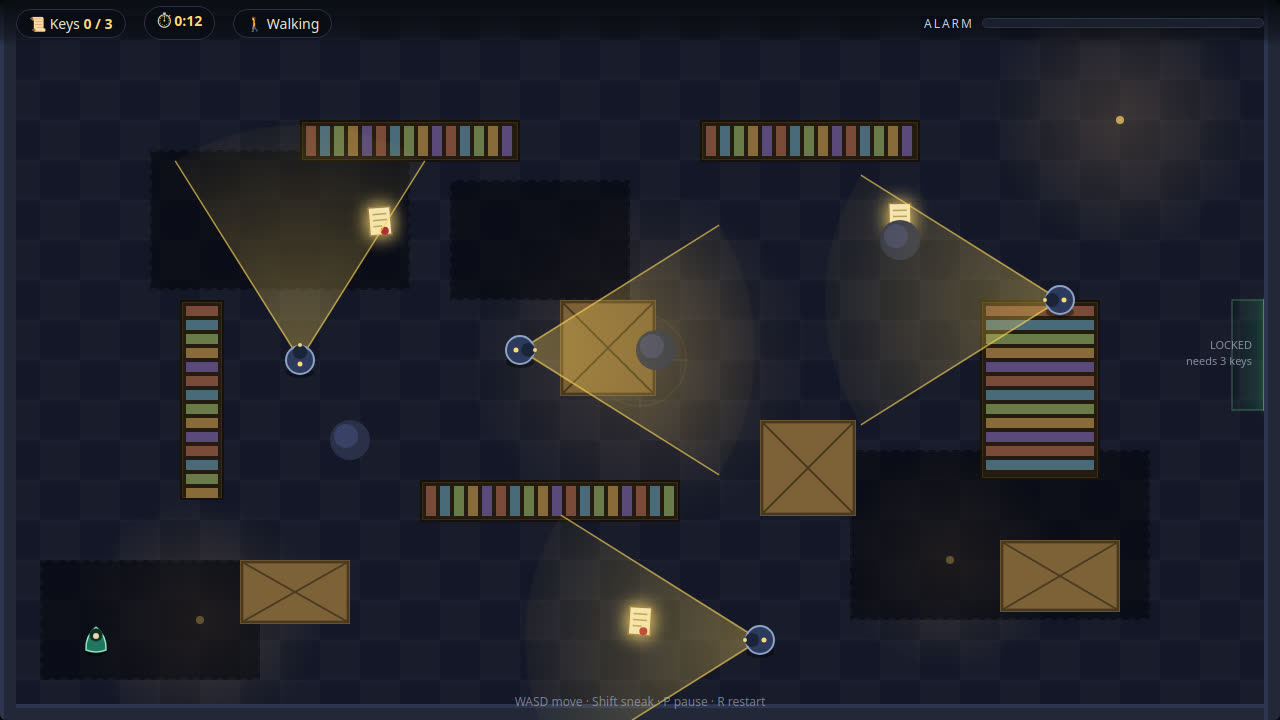 📜 Keys 0 / 3
⏱ 0:12
🚶 Walking
ALARM
LOCKED
needs 3 keys
WASD move · Shift sneak · P pause · R restart